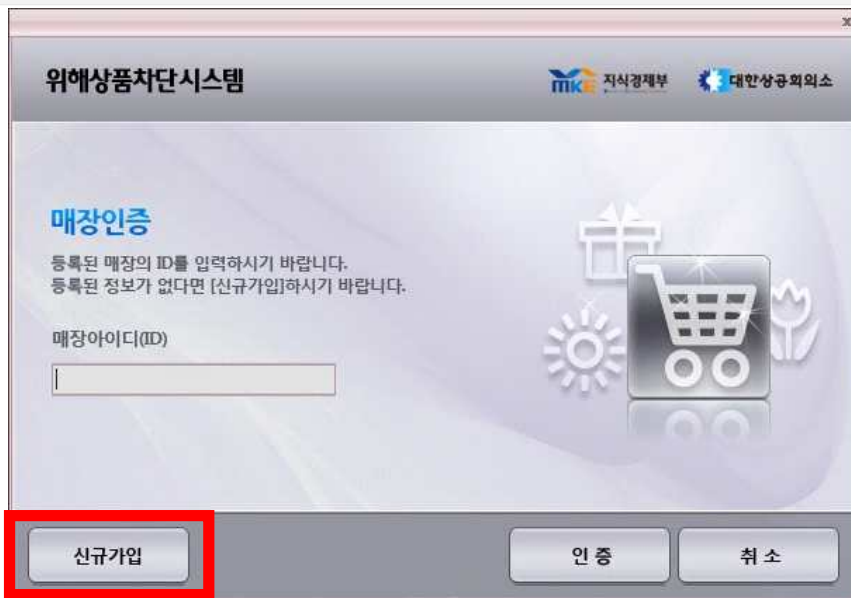 x
위해상품차단시스템
mke 지식경제부 대한상공회의소
매장인증
등록된 매장의 ID를 입력하시기 바랍니다.
등록된 정보가 없다면 [신규가입]하시기 바랍니다.
매장아이디(ID)
신규가입 인 증 취 소